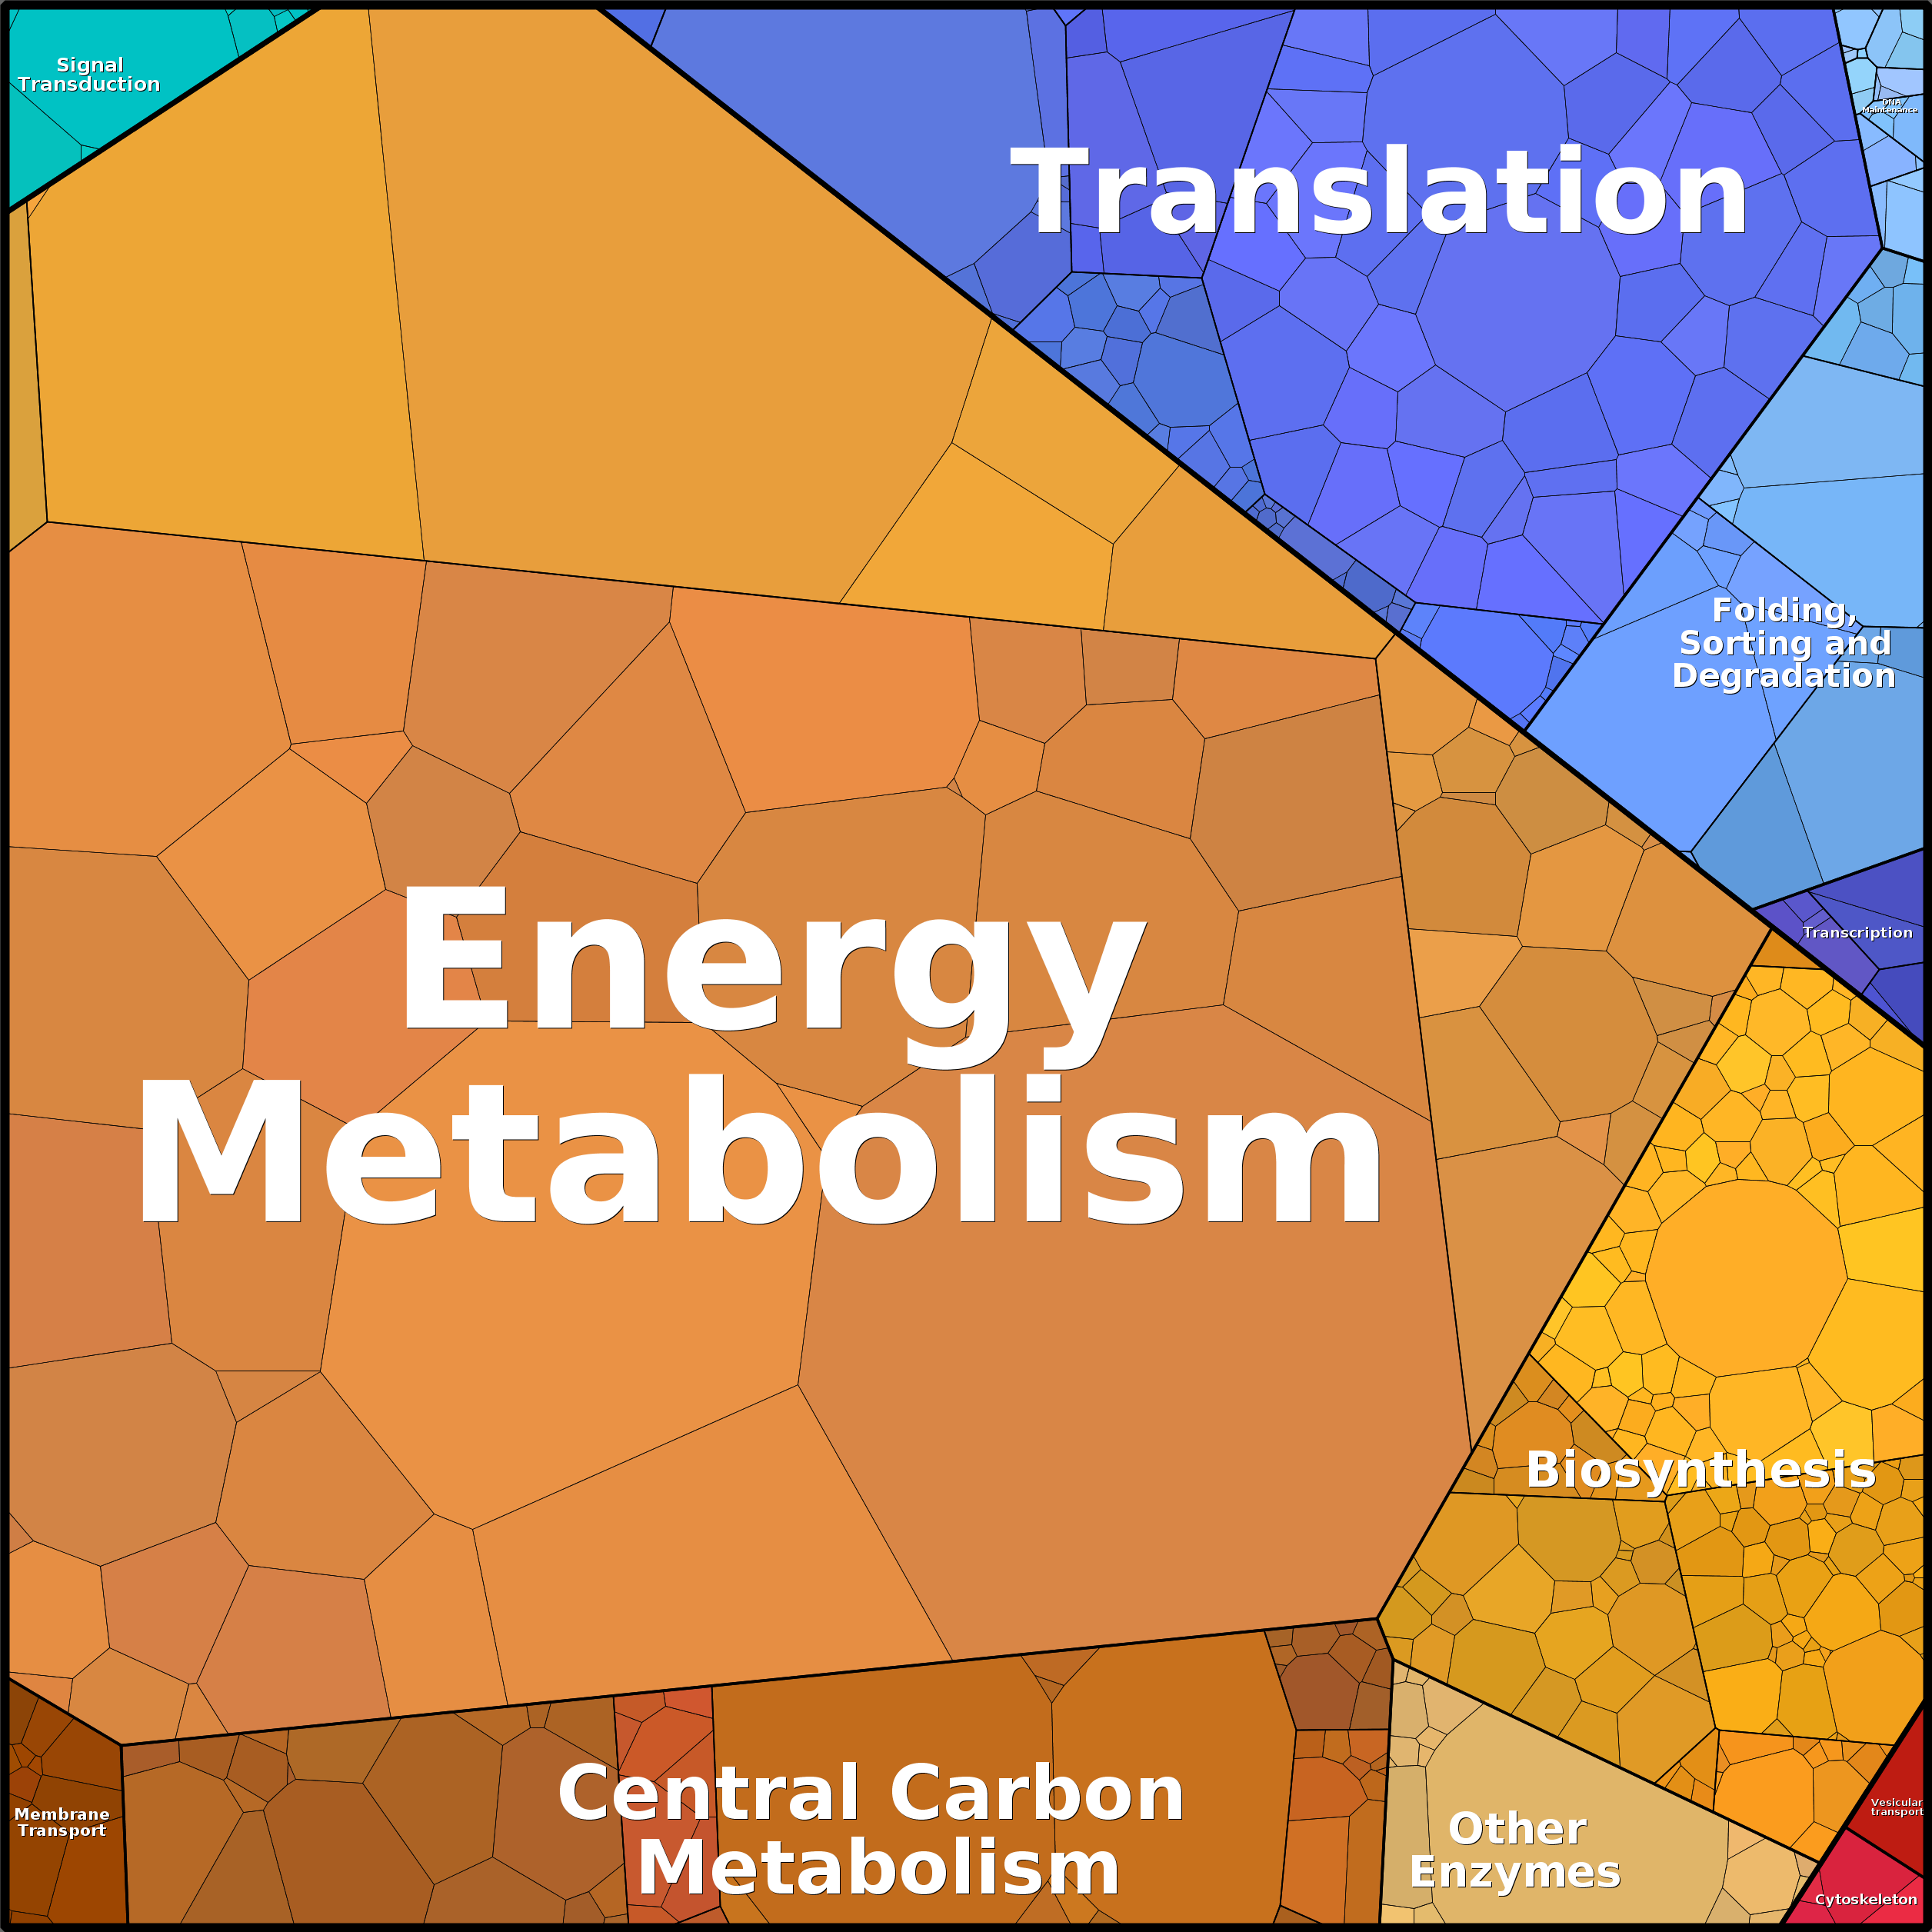 Signal
Transduction
Translation
DNA
Maintenance
Folding,
Sorting and
Degradation
Transcription
Energy
Metabolism
Biosynthesis
Central Carbon
Metabolism
Other
Enzymes
Membrane
Transport
Vesicular
transport
Cytoskeleton